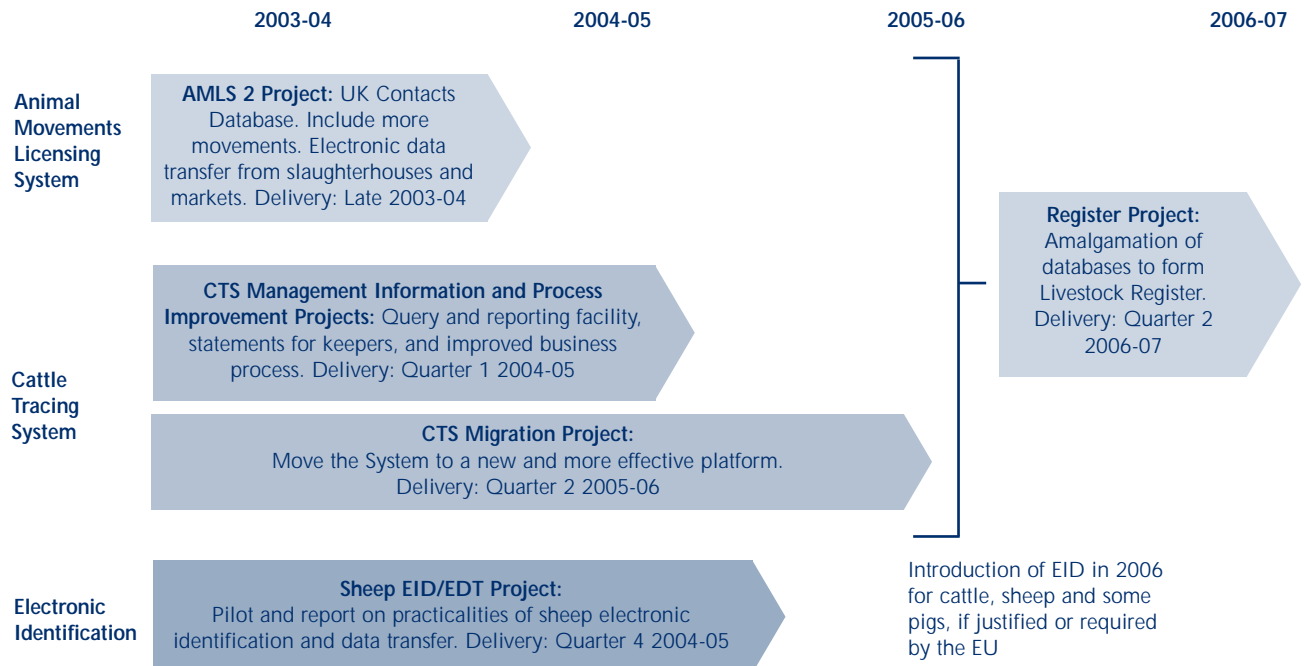 2003-04 2004-05 2005-06 2006-07
Animal
Movements
Licensing
System
AMLS 2 Project: UK Contacts
Database. Include more
movements. Electronic data
transfer from slaughterhouses and
markets. Delivery: Late 2003-04
Register Project:
Amalgamation of
databases to form
Livestock Register.
Delivery: Quarter 2
2006-07
Cattle
Tracing
System
CTS Management Information and Process
Improvement Projects: Query and reporting facility,
statements for keepers, and improved business
process. Delivery: Quarter 1 2004-05
CTS Migration Project:
Move the System to a new and more effective platform.
Delivery: Quarter 2 2005-06
Electronic
Identification
Sheep EID/EDT Project:
Pilot and report on practicalities of sheep electronic
identification and data transfer. Delivery: Quarter 4 2004-05
Introduction of EID in 2006
for cattle, sheep and some
pigs, if justified or required
by the EU